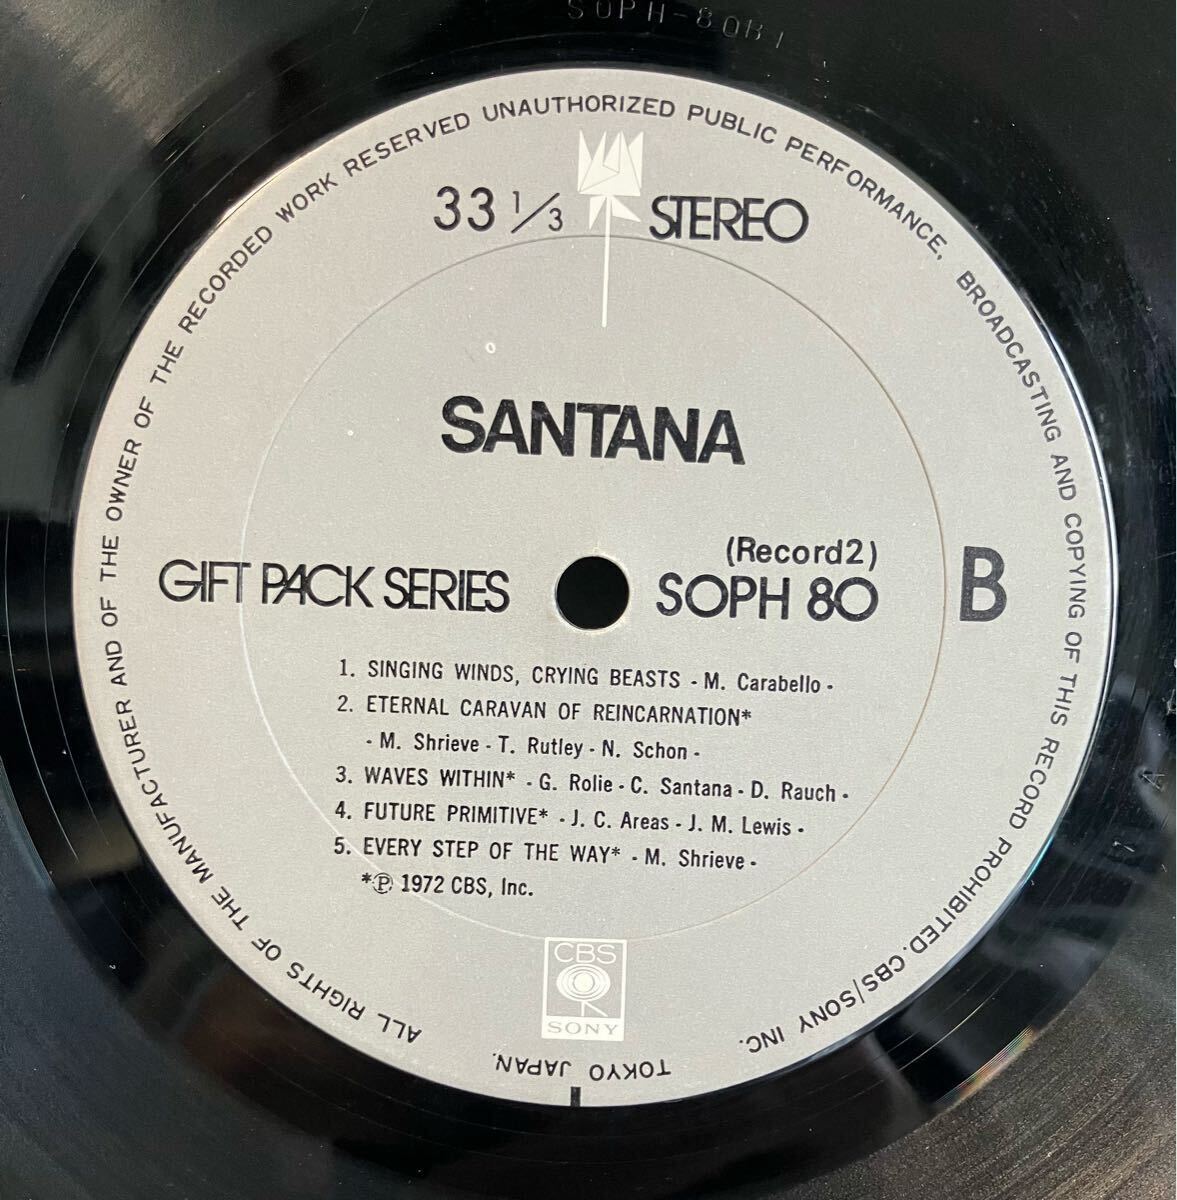 SOPH-80B1
ALL RIGHTS OF THE MANUFACTURER AND OF THE OWNER OF THE RECORDED WORK RESERVED UNAUTHORIZED PUBLIC PERFORMANCE, BROADCASTING AND COPYING OF THIS RECORD PROHIBITED. CBS/SONY INC.
33 1/3 STEREO
SANTANA
(Record2)
GIFT PACK SERIES SOPH 80 B
1. SINGING WINDS, CRYING BEASTS - M. Carabello -
2. ETERNAL CARAVAN OF REINCARNATION*
- M. Shrieve - T. Rutley - N. Schon -
3. WAVES WITHIN* - G. Rolie - C. Santana - D. Rauch -
4. FUTURE PRIMITIVE* - J. C. Areas - J. M. Lewis -
5. EVERY STEP OF THE WAY* - M. Shrieve -
*Ⓟ 1972 CBS, Inc.
CBS
SONY
TOKYO JAPAN.
1 A